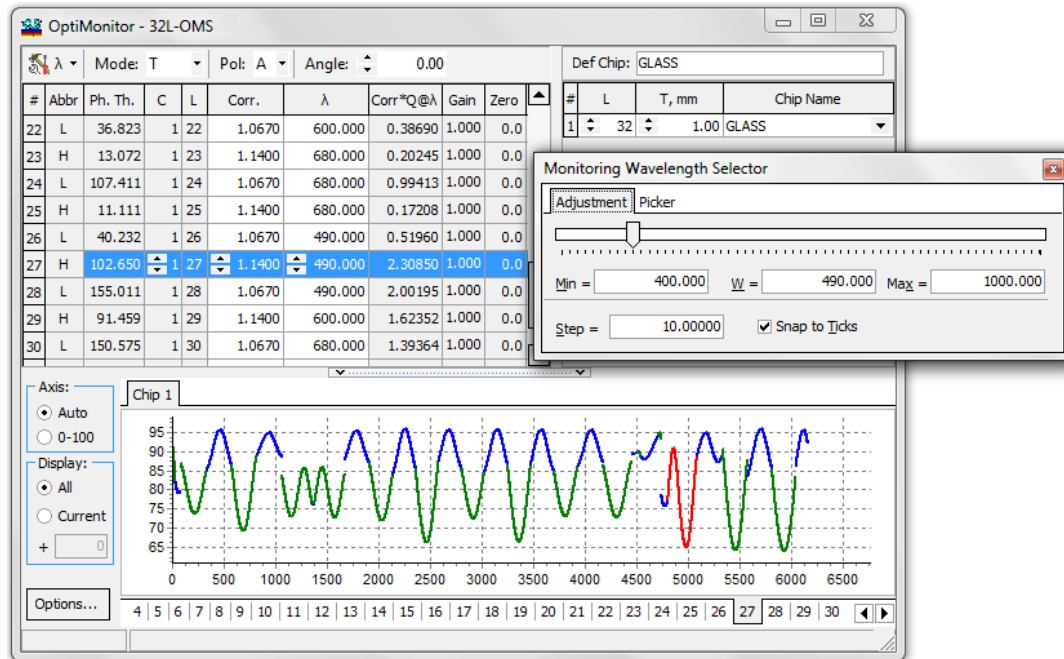 OptiMonitor - 32L-OMS
λ Mode: T Pol: A Angle: 0.00
Def Chip: GLASS
# Abbr Ph. Th. C L Corr. λ Corr*Q@λ Gain Zero
# L T, mm Chip Name
1 32 1.00 GLASS
22 L 36.823 1 22 1.0670 600.000 0.38690 1.000 0.0
23 H 13.072 1 23 1.1400 680.000 0.20245 1.000 0.0
24 L 107.411 1 24 1.0670 680.000 0.99413 1.000 0.0
25 H 11.111 1 25 1.1400 680.000 0.17208 1.000 0.0
26 L 40.232 1 26 1.0670 490.000 0.51960 1.000 0.0
27 H 102.650 1 27 1.1400 490.000 2.30850 1.000 0.0
28 L 155.011 1 28 1.0670 490.000 2.00195 1.000 0.0
29 H 91.459 1 29 1.1400 600.000 1.62352 1.000 0.0
30 L 150.575 1 30 1.0670 680.000 1.39364 1.000 0.0
Monitoring Wavelength Selector
Adjustment Picker
Min = 400.000 W = 490.000 Max = 1000.000
Step = 10.00000 Snap to Ticks
Axis:
Auto
0-100
Display:
All
Current
+ 0
Options...
Chip 1
95
90
85
80
75
70
65
0 500 1000 1500 2000 2500 3000 3500 4000 4500 5000 5500 6000 6500
4 5 6 7 8 9 10 11 12 13 14 15 16 17 18 19 20 21 22 23 24 25 26 27 28 29 30